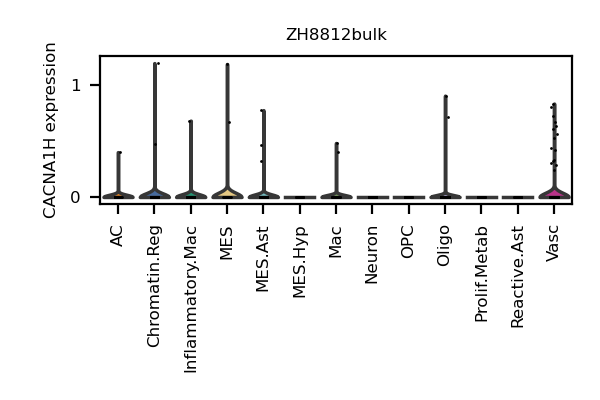 ZH8812bulk
CACNA1H expression
1
0
AC
Chromatin.Reg
Inflammatory.Mac
MES
MES.Ast
MES.Hyp
Mac
Neuron
OPC
Oligo
Prolif.Metab
Reactive.Ast
Vasc